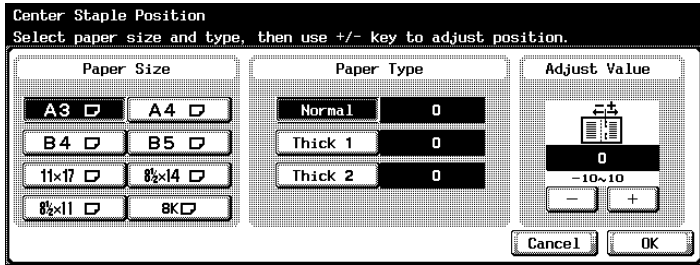 Center Staple Position
Select paper size and type, then use +/- key to adjust position.
Paper Size
Paper Type
Adjust Value
A3
A4
Normal
0
B4
B5
Thick 1
0
0
11×17
8½×14
Thick 2
0
-10~10
8½×11
8K
- +
Cancel
OK